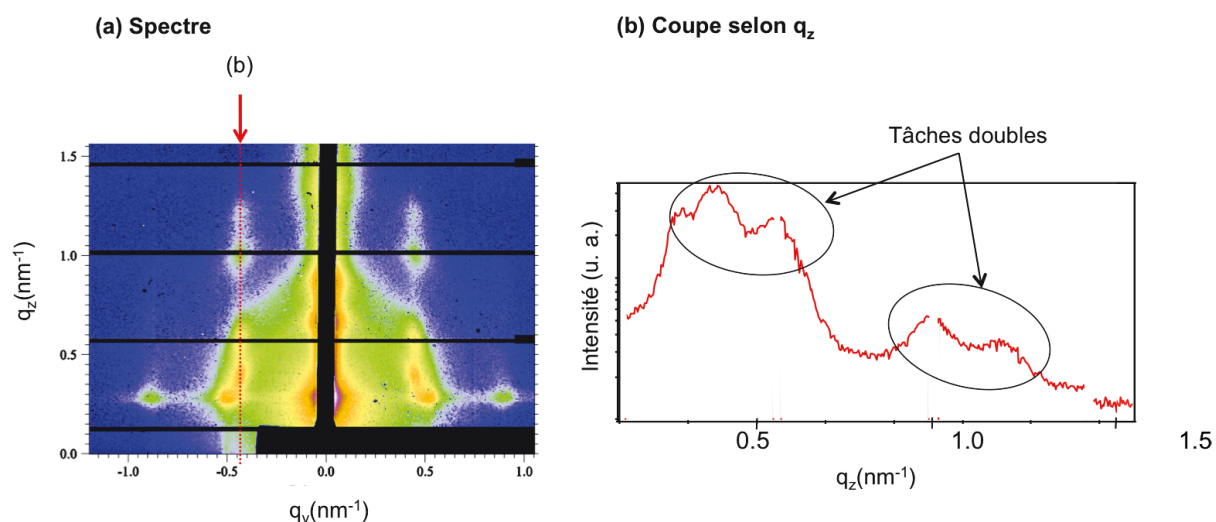 (a) Spectre
(b) Coupe selon qz
(b)
Tâches doubles
1.5
1.0
0.5
0.0
qz(nm-1)
-1.0
-0.5
0.0
0.5
1.0
qy(nm-1)
Intensité (u. a.)
0.5
1.0
1.5
qz(nm-1)